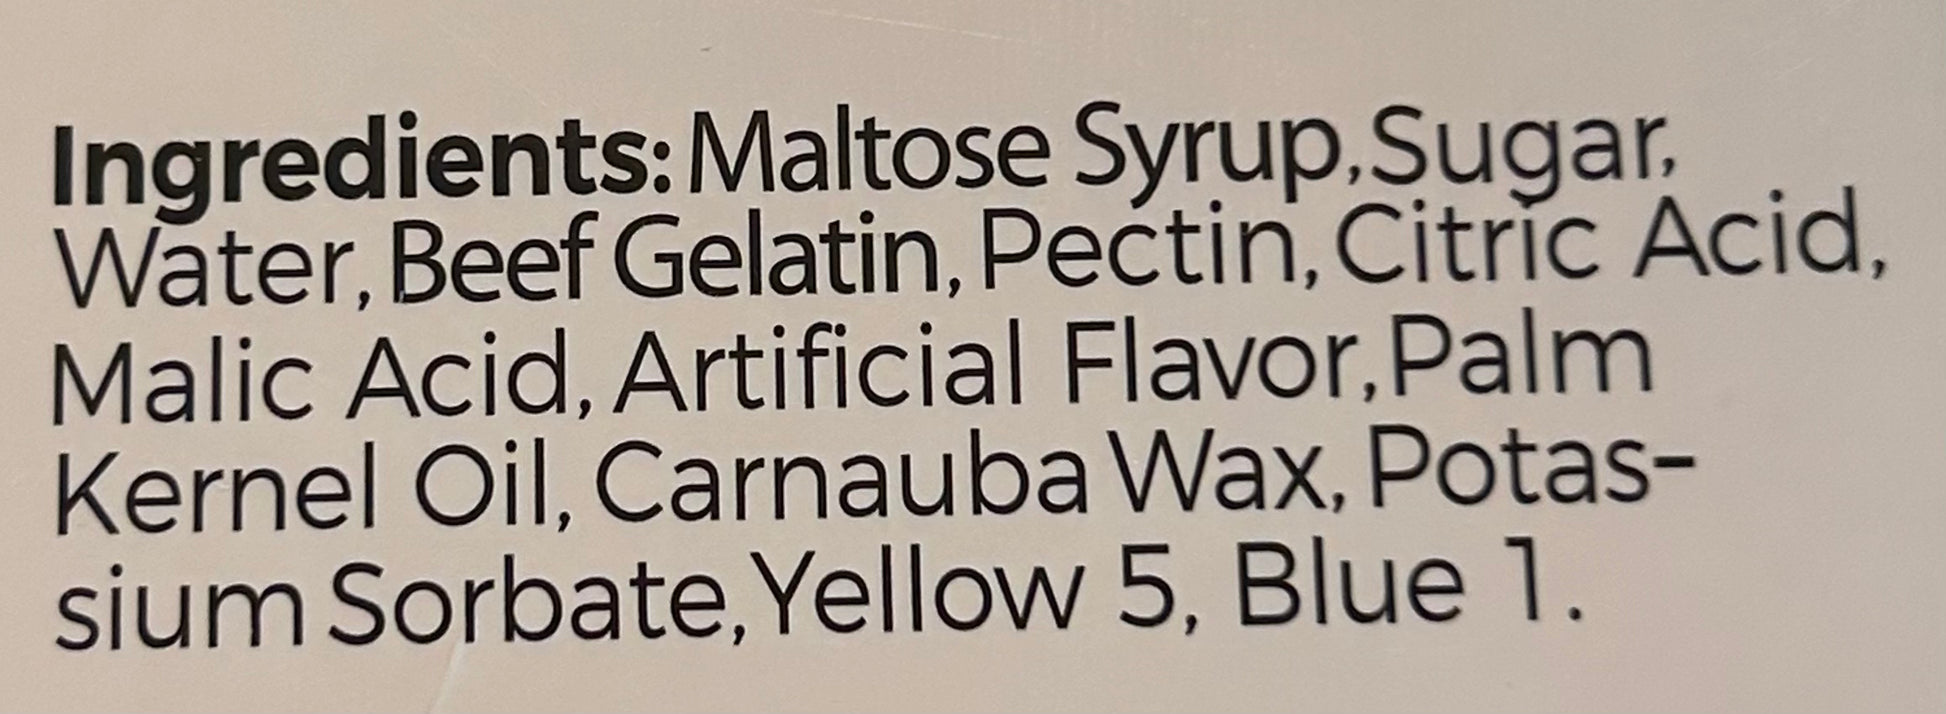 Ingredients: Maltose Syrup, Sugar,
Water, Beef Gelatin, Pectin, Citric Acid,
Malic Acid, Artificial Flavor, Palm
Kernel Oil, Carnauba Wax, Potas-
sium Sorbate, Yellow 5, Blue 1.